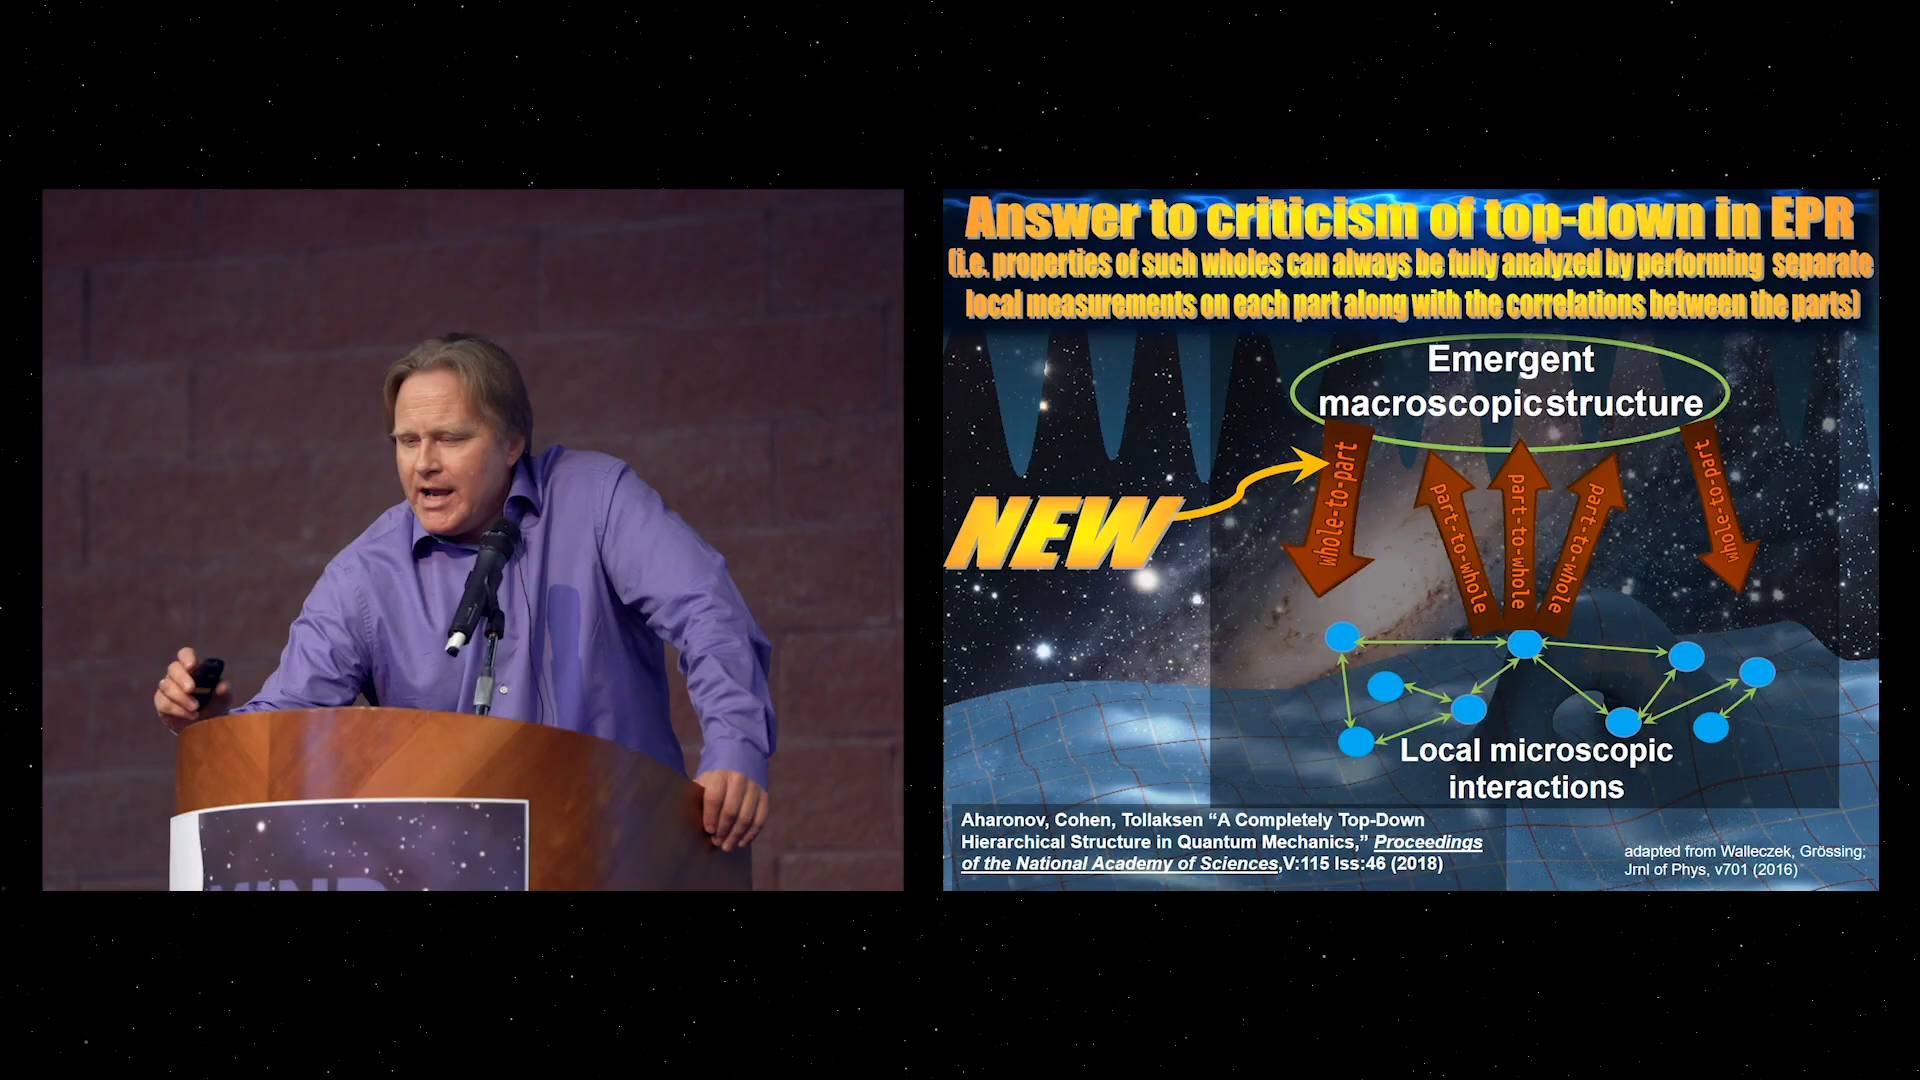 Answer to criticism of top-down in EPR
(i.e. properties of such wholes can always be fully analyzed by performing separate
local measurements on each part along with the correlations between the parts)
Emergent
macroscopic structure
NEW
whole-to-part
part-to-whole
part-to-whole
part-to-whole
whole-to-part
Local microscopic
interactions
Aharonov, Cohen, Tollaksen “A Completely Top-Down
Hierarchical Structure in Quantum Mechanics,” Proceedings
of the National Academy of Sciences,V:115 Iss:46 (2018)
adapted from Walleczek, Grössing;
Jrnl of Phys, v701 (2016)
MIND